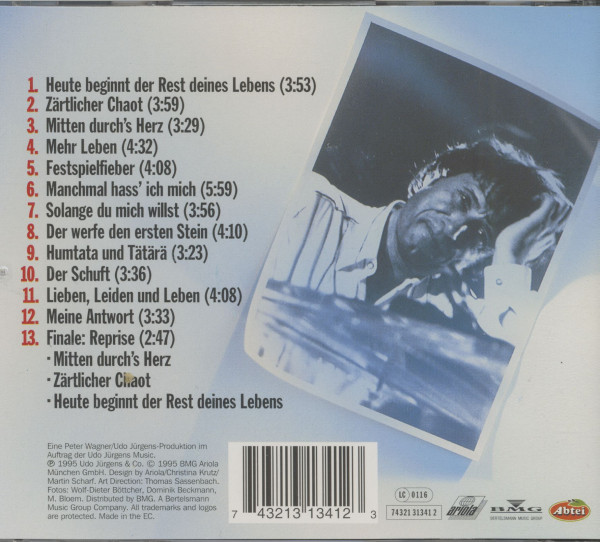 1. Heute beginnt der Rest deines Lebens (3:53)
2. Zärtlicher Chaot (3:59)
3. Mitten durch's Herz (3:29)
4. Mehr Leben (4:32)
5. Festspielfieber (4:08)
6. Manchmal hass' ich mich (5:59)
7. Solange du mich willst (3:56)
8. Der werfe den ersten Stein (4:10)
9. Humtata und Tätärä (3:23)
10. Der Schuft (3:36)
11. Lieben, Leiden und Leben (4:08)
12. Meine Antwort (3:33)
13. Finale: Reprise (2:47)
· Mitten durch's Herz
· Zärtlicher Chaot
· Heute beginnt der Rest deines Lebens
Eine Peter Wagner/Udo Jürgens-Produktion im
Auftrag der Udo Jürgens Music.
℗ 1995 Udo Jürgens & Co. © 1995 BMG Ariola
München GmbH. Design by Ariola/Christina Krutz/
Martin Scharf. Art Direction: Thomas Sassenbach.
Fotos: Wolf-Dieter Böttcher, Dominik Beckmann,
M. Bloem. Distributed by BMG. A Bertelsmann
Music Group Company. All trademarks and logos
are protected. Made in the EC.
7 43213 13412 3
LC 0116
74321 31341 2
ariola
BMG
BERTELSMANN MUSIC GROUP
Abtei